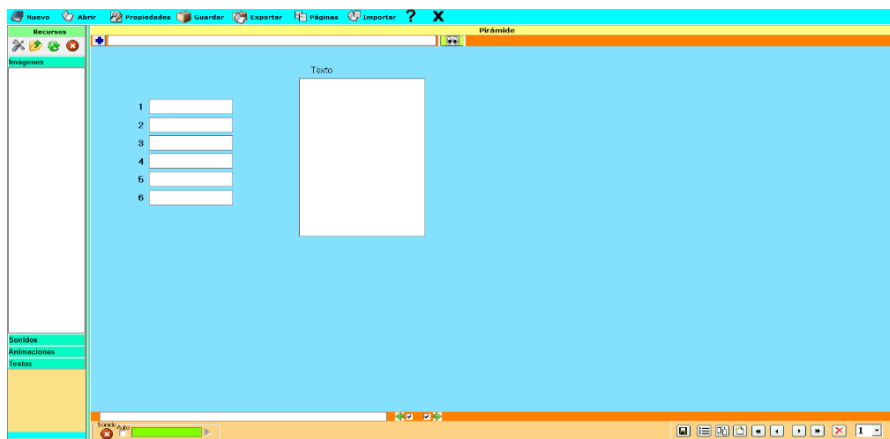 Nuevo Abrir Propiedades Guardar Exportar Páginas Importar ? X
Recursos
Pirámide
Imágenes
Texto
1
2
3
4
5
6
Sonidos
Animaciones
Textos
Sonido Auto
1